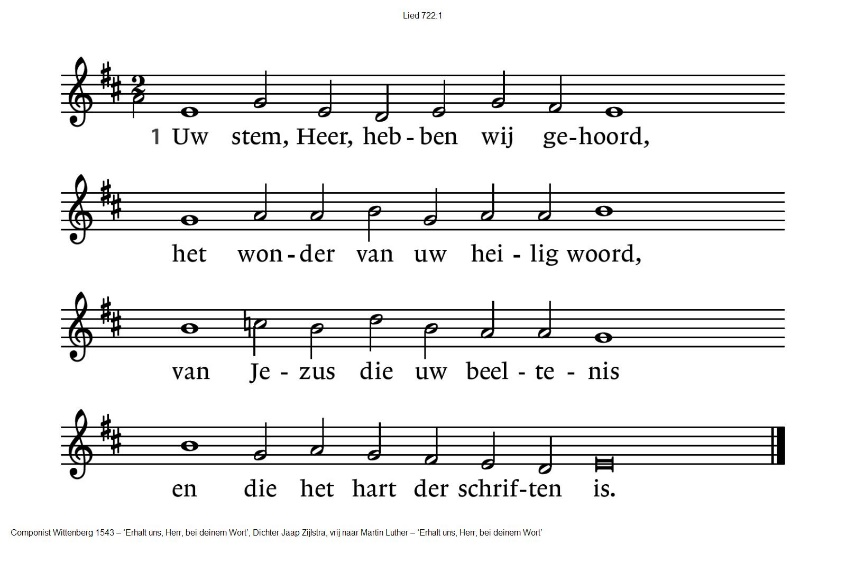 Lied 722:1
1 Uw stem, Heer, heb - ben wij ge-hoord,
het won - der van uw hei - lig woord,
van Je - zus die uw beel - te - nis
en die het hart der schrif-ten is.
Componist Wittenberg 1543 – 'Erhalt uns, Herr, bei deinem Wort', Dichter Jaap Zijlstra, vrij naar Martin Luther – 'Erhalt uns, Herr, bei deinem Wort'